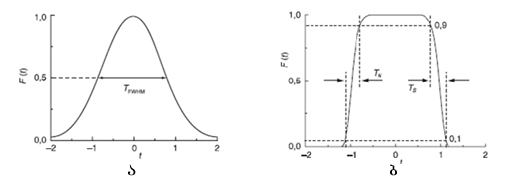 1,0
F (t)
0,5
T_FWHM
0,0
−2 −1 0 1 2
t
ა
1,0
0,9
F (t)
T_N
0,5
T_S
0,1
0,0
−2 −1 0 1 2
t
ბ